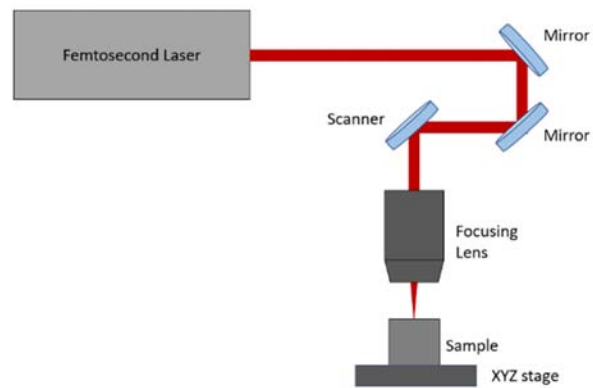 Femtosecond Laser
Mirror
Scanner
Mirror
Focusing
Lens
Sample
XYZ stage